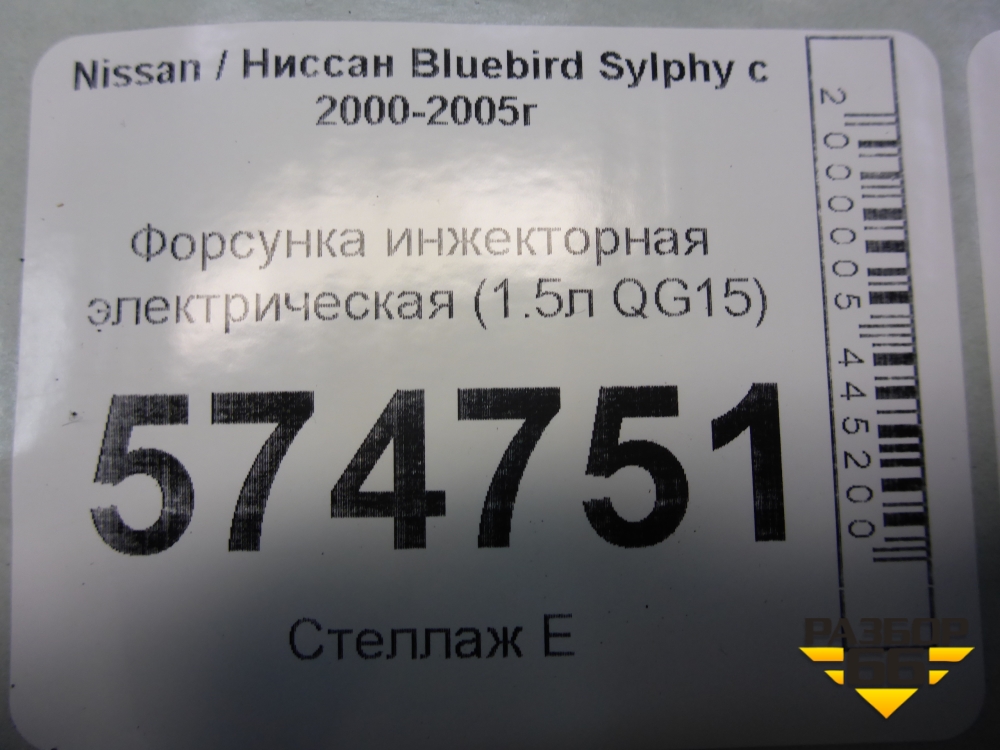 Nissan / Ниссан Bluebird Sylphy с
2000-2005г
Форсунка инжекторная
электрическая (1.5л QG15)
574751
Стеллаж Е
2000005445200
РАЗБОР
66